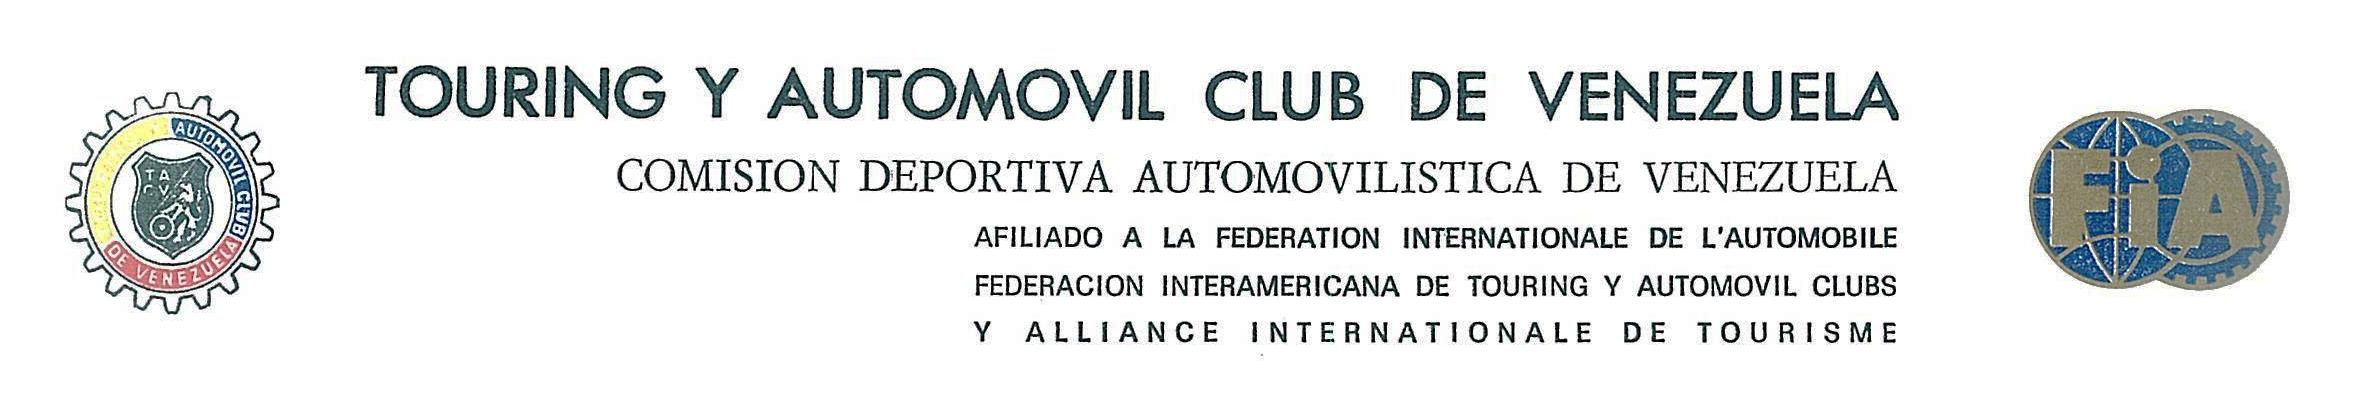 TOURING Y AUTOMOVIL CLUB DE VENEZUELA
COMISION DEPORTIVA AUTOMOVILISTICA DE VENEZUELA
AFILIADO A LA FEDERATION INTERNATIONALE DE L'AUTOMOBILE
FEDERACION INTERAMERICANA DE TOURING Y AUTOMOVIL CLUBS
Y ALLIANCE INTERNATIONALE DE TOURISME
AUTOMOVIL CLUB
DE VENEZUELA
TA
CV
FiA